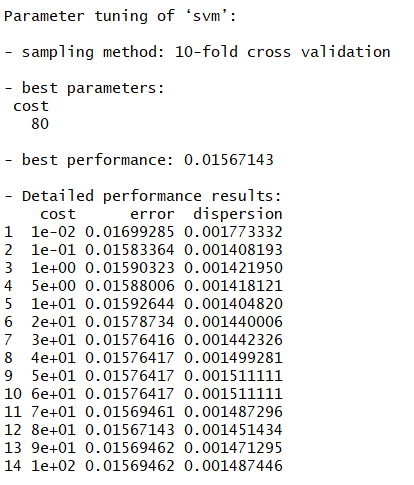 Parameter tuning of ‘svm’:
- sampling method: 10-fold cross validation
- best parameters:
cost
80
- best performance: 0.01567143
- Detailed performance results:
cost error dispersion
1 1e-02 0.01699285 0.001773332
2 1e-01 0.01583364 0.001408193
3 1e+00 0.01590323 0.001421950
4 5e+00 0.01588006 0.001418121
5 1e+01 0.01592644 0.001404820
6 2e+01 0.01578734 0.001440006
7 3e+01 0.01576416 0.001442326
8 4e+01 0.01576417 0.001499281
9 5e+01 0.01576417 0.001511111
10 6e+01 0.01576417 0.001511111
11 7e+01 0.01569461 0.001487296
12 8e+01 0.01567143 0.001451434
13 9e+01 0.01569462 0.001471295
14 1e+02 0.01569462 0.001487446